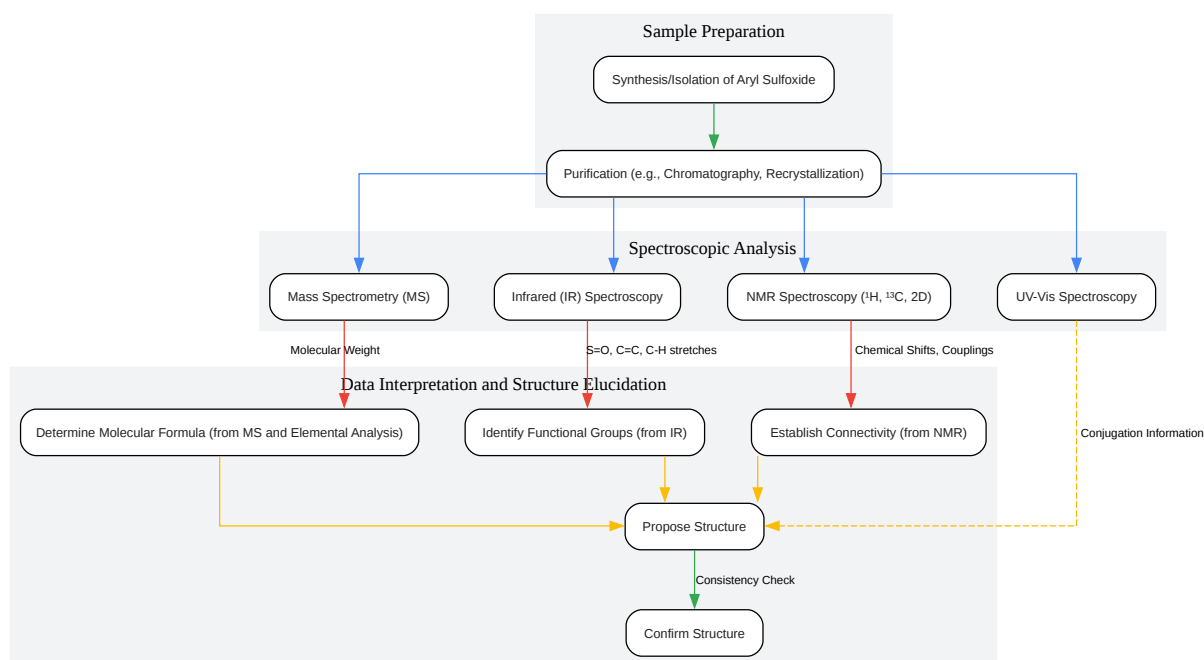 Sample Preparation
Synthesis/Isolation of Aryl Sulfoxide
Purification (e.g., Chromatography, Recrystallization)
Spectroscopic Analysis
Mass Spectrometry (MS)
Infrared (IR) Spectroscopy
NMR Spectroscopy (¹H, ¹³C, 2D)
UV-Vis Spectroscopy
Molecular Weight
S=O, C=C, C-H stretches
Chemical Shifts, Couplings
Data Interpretation and Structure Elucidation
Determine Molecular Formula (from MS and Elemental Analysis)
Identify Functional Groups (from IR)
Establish Connectivity (from NMR)
Conjugation Information
Propose Structure
Consistency Check
Confirm Structure